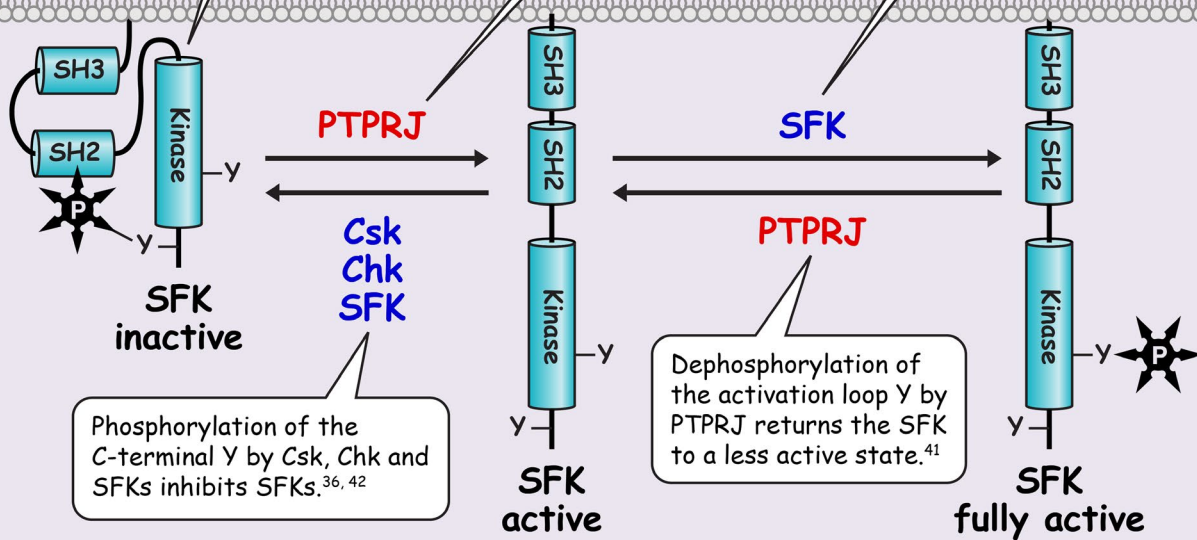 SH3
SH2
P
Y
Kinase
Y
SFK
inactive
PTPRJ
Csk
Chk
SFK
Phosphorylation of the
C-terminal Y by Csk, Chk and
SFKs inhibits SFKs.36, 42
SH3
SH2
Kinase
Y
Y
SFK
active
SFK
PTPRJ
Dephosphorylation of
the activation loop Y by
PTPRJ returns the SFK
to a less active state.41
SH3
SH2
Kinase
Y
P
Y
SFK
fully active